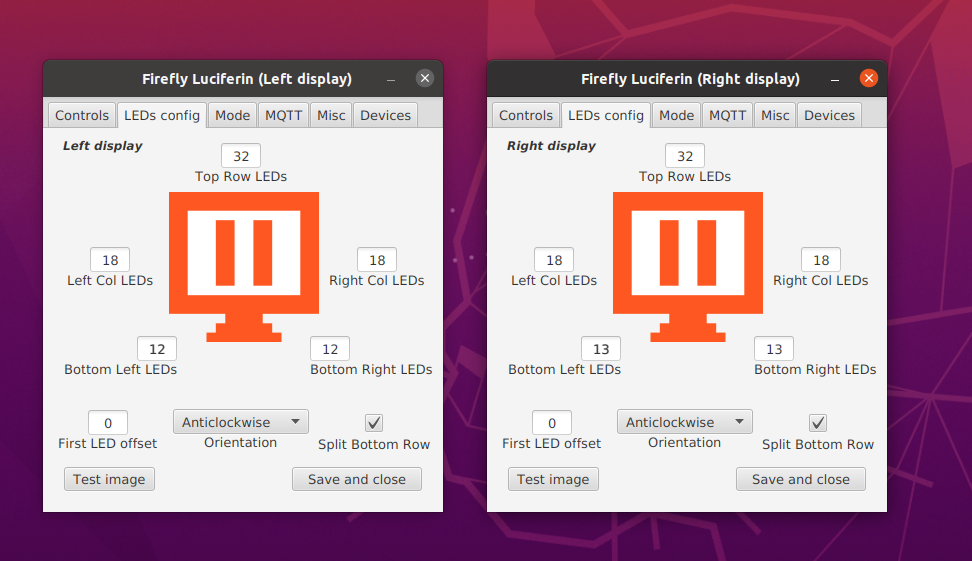 Firefly Luciferin (Left display)
Controls LEDs config Mode MQTT Misc Devices
Left display
32
Top Row LEDs
18
Left Col LEDs
18
Right Col LEDs
12
Bottom Left LEDs
12
Bottom Right LEDs
0
First LED offset
Anticlockwise
Orientation
Split Bottom Row
Test image
Save and close
Firefly Luciferin (Right display)
Controls LEDs config Mode MQTT Misc Devices
Right display
32
Top Row LEDs
18
Left Col LEDs
18
Right Col LEDs
13
Bottom Left LEDs
13
Bottom Right LEDs
0
First LED offset
Anticlockwise
Orientation
Split Bottom Row
Test image
Save and close